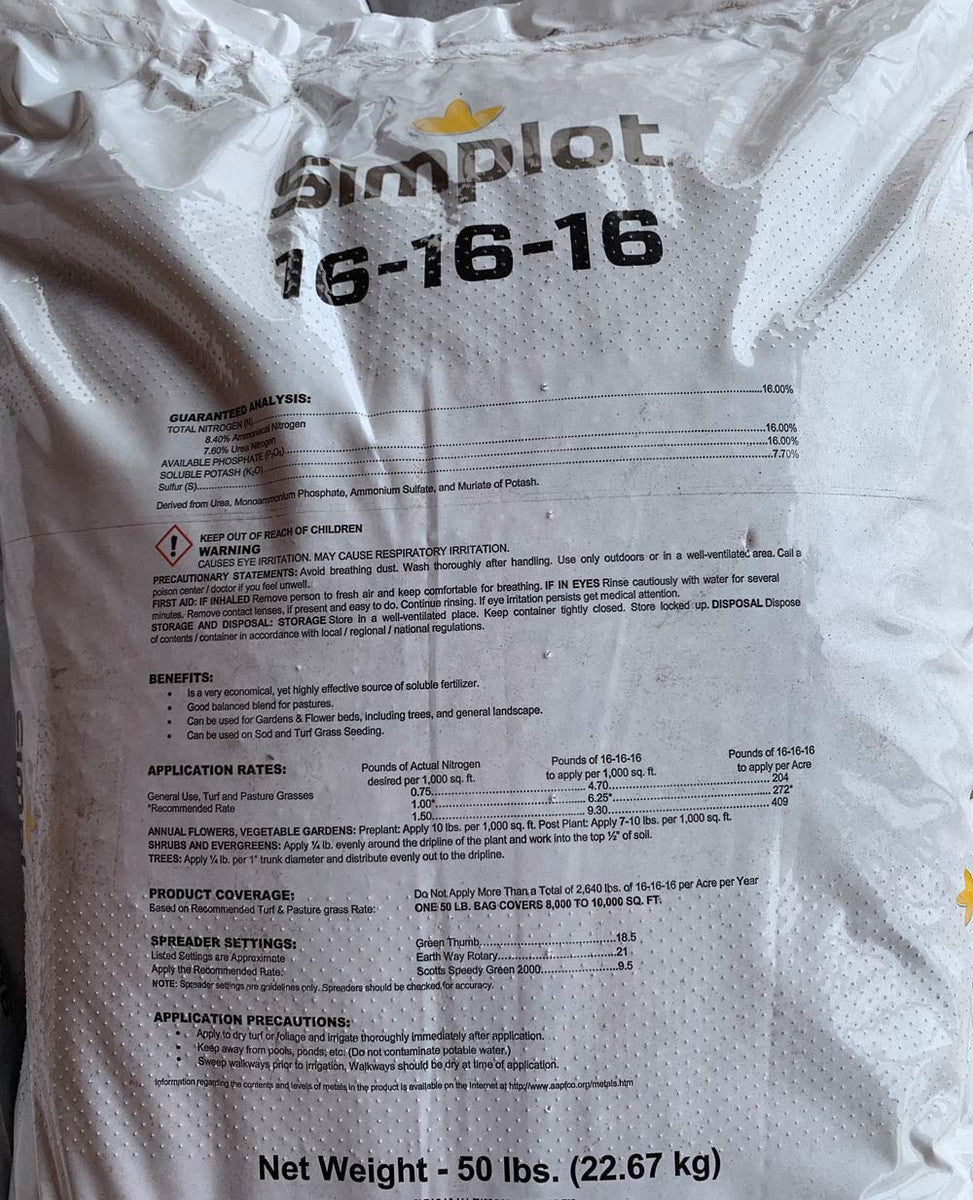 Simplot
16-16-16
GUARANTEED ANALYSIS:
TOTAL NITROGEN (N)..........16.00%
8.40% Ammoniacal Nitrogen
7.60% Urea Nitrogen
AVAILABLE PHOSPHATE (P₂O₅)..........16.00%
SOLUBLE POTASH (K₂O)..........16.00%
Sulfur (S)..........7.70%
Derived from Urea, Monoammonium Phosphate, Ammonium Sulfate, and Muriate of Potash.
! KEEP OUT OF REACH OF CHILDREN
WARNING
CAUSES EYE IRRITATION. MAY CAUSE RESPIRATORY IRRITATION.
PRECAUTIONARY STATEMENTS: Avoid breathing dust. Wash thoroughly after handling. Use only outdoors or in a well-ventilated area. Call a
poison center / doctor if you feel unwell.
FIRST AID: IF INHALED Remove person to fresh air and keep comfortable for breathing. IF IN EYES Rinse cautiously with water for several
minutes. Remove contact lenses, if present and easy to do. Continue rinsing. If eye irritation persists get medical attention.
STORAGE AND DISPOSAL: STORAGE Store in a well-ventilated place. Keep container tightly closed. Store locked up. DISPOSAL Dispose
of contents / container in accordance with local / regional / national regulations.
BENEFITS:
• Is a very economical, yet highly effective source of soluble fertilizer.
• Good balanced blend for pastures.
• Can be used for Gardens & Flower beds, including trees, and general landscape.
• Can be used on Sod and Turf Grass Seeding.
APPLICATION RATES: Pounds of Actual Nitrogen Pounds of 16-16-16 Pounds of 16-16-16
desired per 1,000 sq. ft. to apply per 1,000 sq. ft. to apply per Acre
General Use, Turf and Pasture Grasses 0.75..........4.70..........204
*Recommended Rate 1.00*..........6.25*..........272*
1.50..........9.30..........409
ANNUAL FLOWERS, VEGETABLE GARDENS: Preplant: Apply 10 lbs. per 1,000 sq. ft. Post Plant: Apply 7-10 lbs. per 1,000 sq. ft.
SHRUBS AND EVERGREENS: Apply ¼ lb. evenly around the dripline of the plant and work into the top ½" of soil.
TREES: Apply ¼ lb. per 1" trunk diameter and distribute evenly out to the dripline.
PRODUCT COVERAGE: Do Not Apply More Than a Total of 2,640 lbs. of 16-16-16 per Acre per Year
Based on Recommended Turf & Pasture grass Rate: ONE 50 LB. BAG COVERS 8,000 TO 10,000 SQ. FT.
SPREADER SETTINGS: Green Thumb..........18.5
Listed Settings are Approximate Earth Way Rotary..........21
Apply the Recommended Rate. Scotts Speedy Green 2000..........9.5
NOTE: Spreader settings are guidelines only. Spreaders should be checked for accuracy.
APPLICATION PRECAUTIONS:
• Apply to dry turf or foliage and irrigate thoroughly immediately after application.
• Keep away from pools, ponds, etc. (Do not contaminate potable water.)
• Sweep walkways prior to irrigation, Walkways should be dry at time of application.
Information regarding the contents and levels of metals in the product is available on the Internet at http://www.aapfco.org/metals.htm
Net Weight - 50 lbs. (22.67 kg)